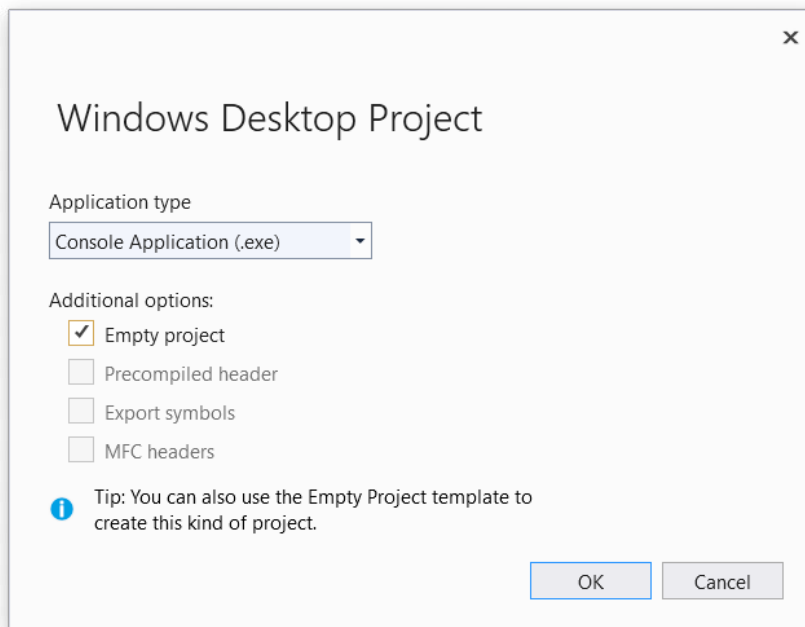 Windows Desktop Project
Application type
Console Application (.exe)
Additional options:
Empty project
Precompiled header
Export symbols
MFC headers
Tip: You can also use the Empty Project template to
create this kind of project.
OK
Cancel